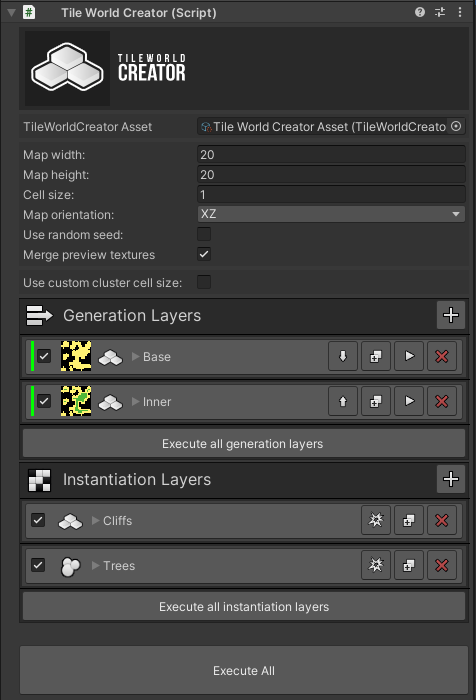 Tile World Creator (Script)
TILEWORLD
CREATOR
TileWorldCreator Asset
Tile World Creator Asset (TileWorldCreato
Map width:
20
Map height:
20
Cell size:
1
Map orientation:
XZ
Use random seed:
Merge preview textures
Use custom cluster cell size:
Generation Layers
Base
Inner
Execute all generation layers
Instantiation Layers
Cliffs
Trees
Execute all instantiation layers
Execute All